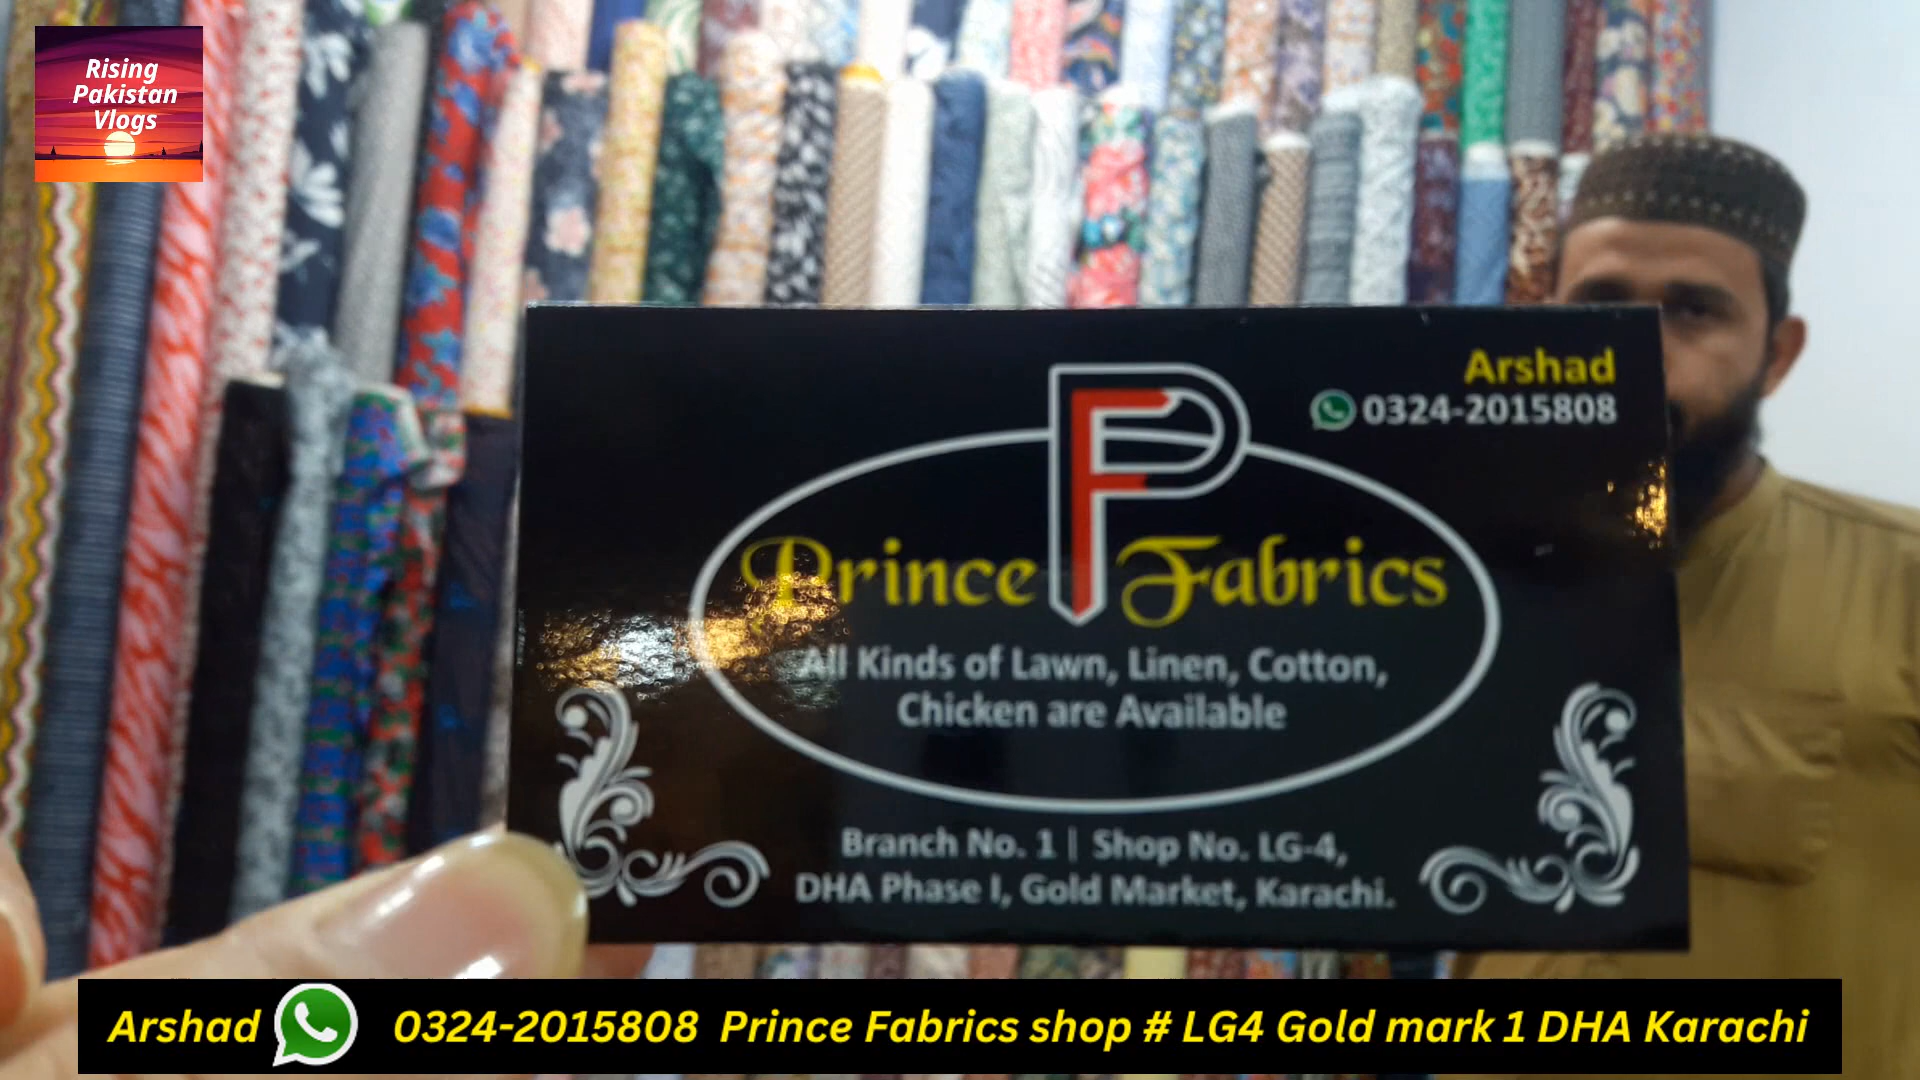 Rising
Pakistan
Vlogs
Arshad
0324-2015808
Prince Fabrics
All Kinds of Lawn, Linen, Cotton,
Chicken are Available
Branch No. 1 | Shop No. LG-4,
DHA Phase I, Gold Market, Karachi.
Arshad 0324-2015808 Prince Fabrics shop # LG4 Gold mark 1 DHA Karachi